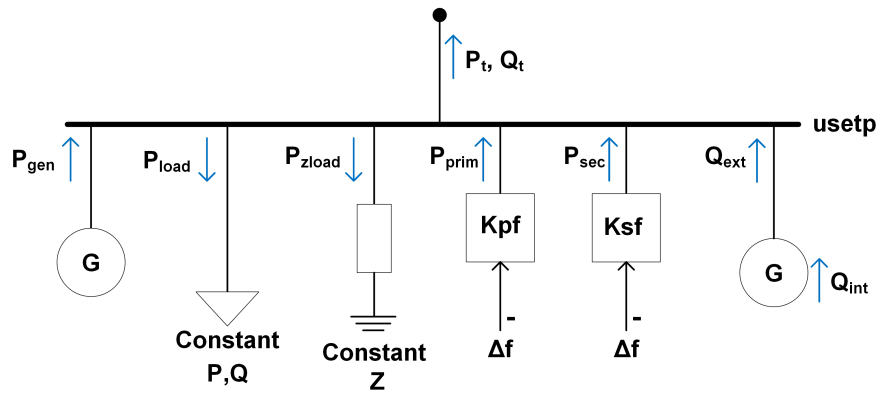 Pt, Qt
usetp
Pgen
Pload
Pzload
Pprim
Psec
Qext
Kpf
Ksf
G
G
Qint
-
-
Constant
P,Q
Constant
Z
Δf
Δf